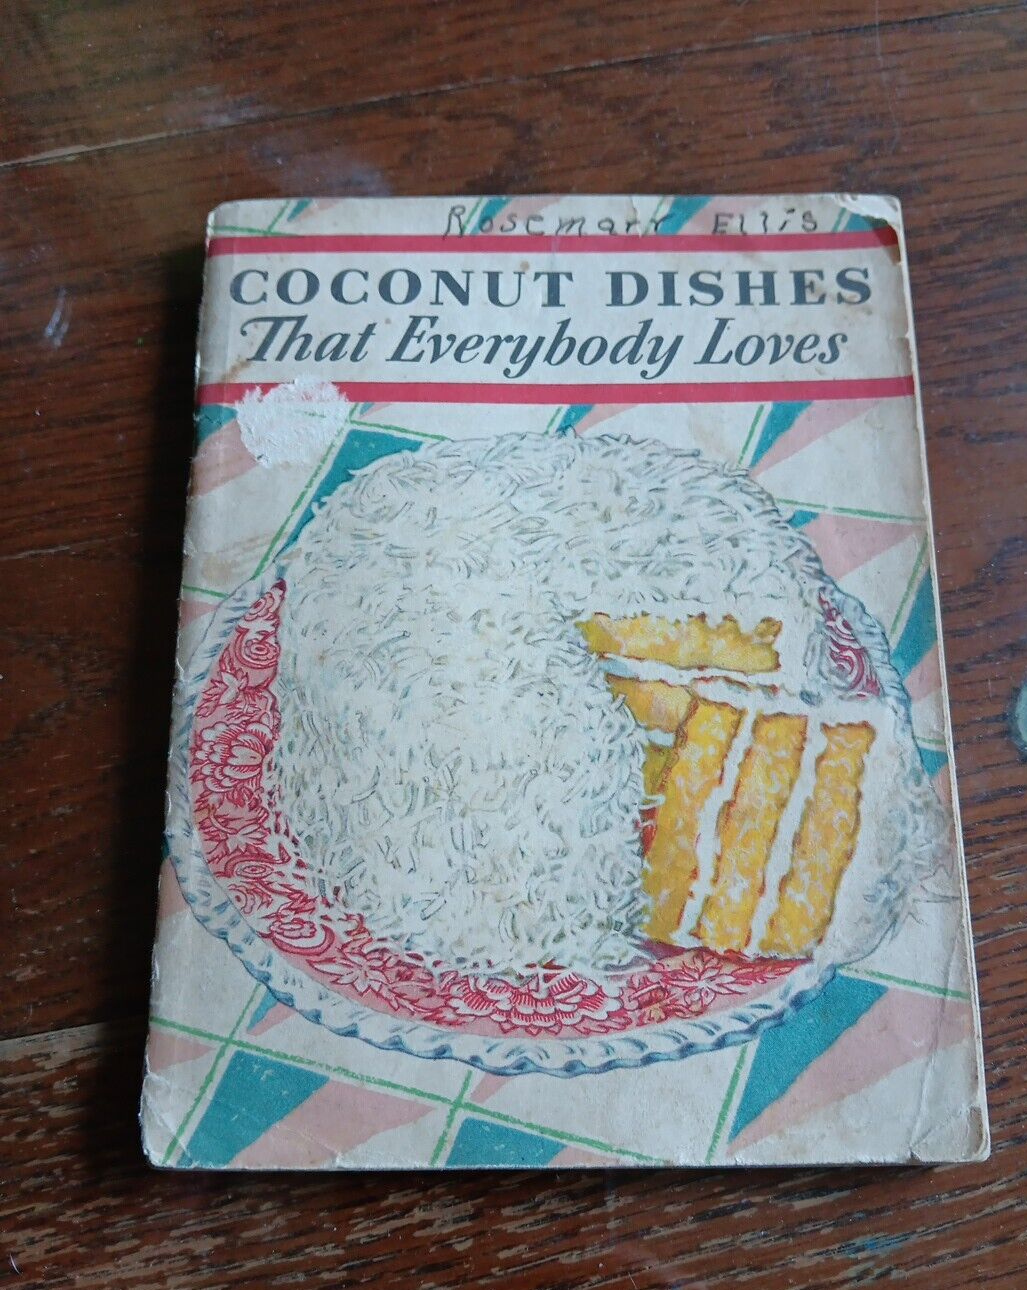 Rosemary Ellis
COCONUT DISHES
That Everybody Loves